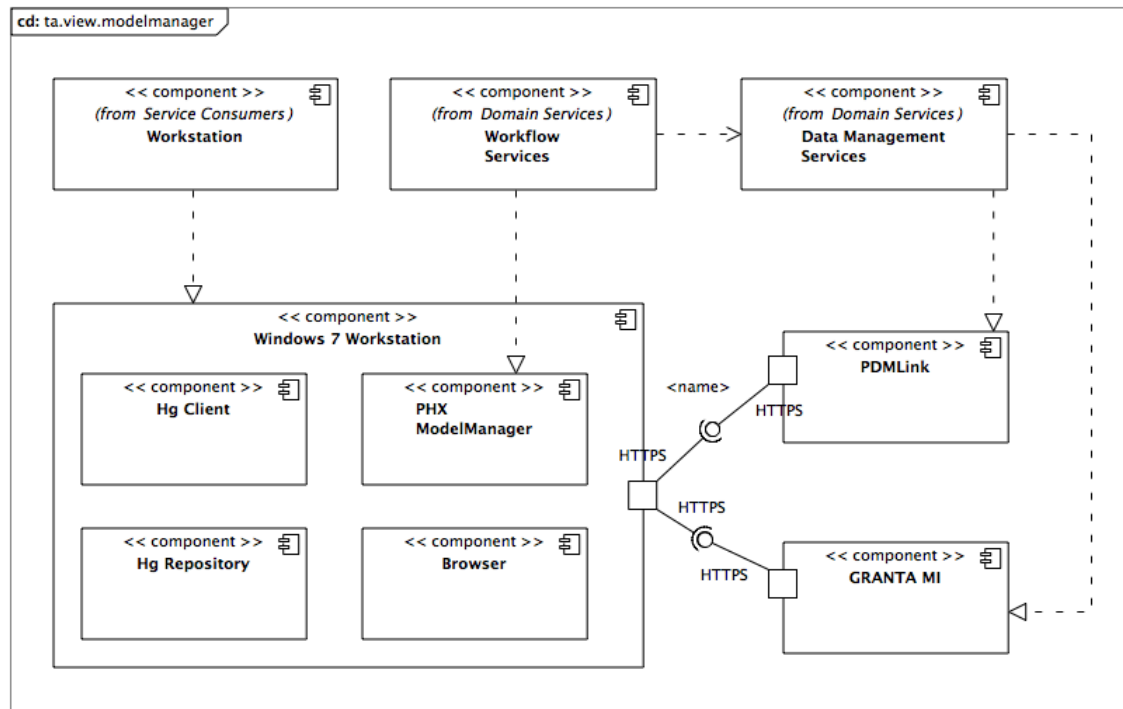 cd: ta.view.modelmanager
<< component >>
(from Service Consumers)
Workstation
<< component >>
(from Domain Services)
Workflow
Services
<< component >>
(from Domain Services)
Data Management
Services
<< component >>
Windows 7 Workstation
<< component >>
Hg Client
<< component >>
PHX
ModelManager
<< component >>
Hg Repository
<< component >>
Browser
<name>
HTTPS
HTTPS
HTTPS
HTTPS
<< component >>
PDMLink
<< component >>
GRANTA MI